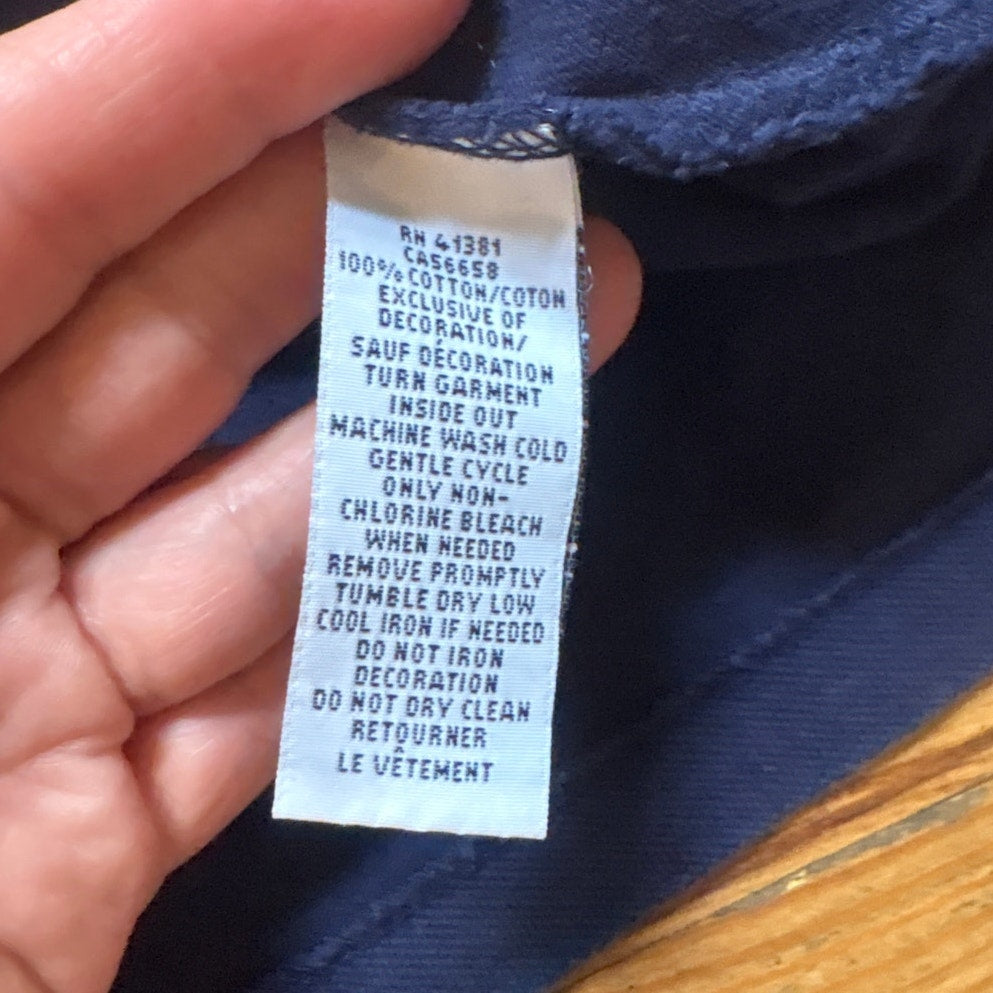 RN 41381
CA56658
100% COTTON/COTON
EXCLUSIVE OF
DECORATION/
SAUF DÉCORATION
TURN GARMENT
INSIDE OUT
MACHINE WASH COLD
GENTLE CYCLE
ONLY NON-
CHLORINE BLEACH
WHEN NEEDED
REMOVE PROMPTLY
TUMBLE DRY LOW
COOL IRON IF NEEDED
DO NOT IRON
DECORATION
DO NOT DRY CLEAN
RETOURNER
LE VÊTEMENT